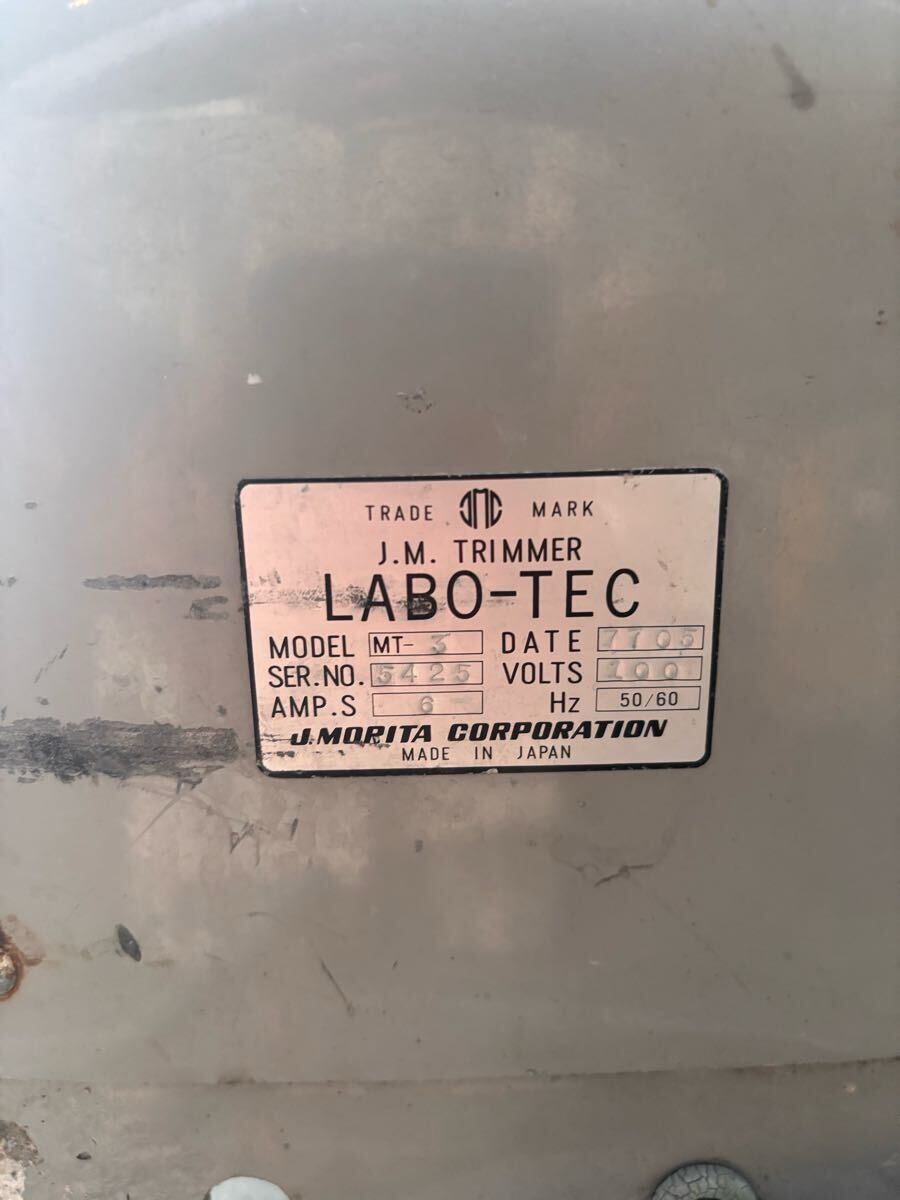 TRADE JMC MARK
J.M. TRIMMER
LABO-TEC
MODEL MT-3 DATE 7705
SER.NO. 5425 VOLTS 100
AMP.S 6 Hz 50/60
J.MORITA CORPORATION
MADE IN JAPAN